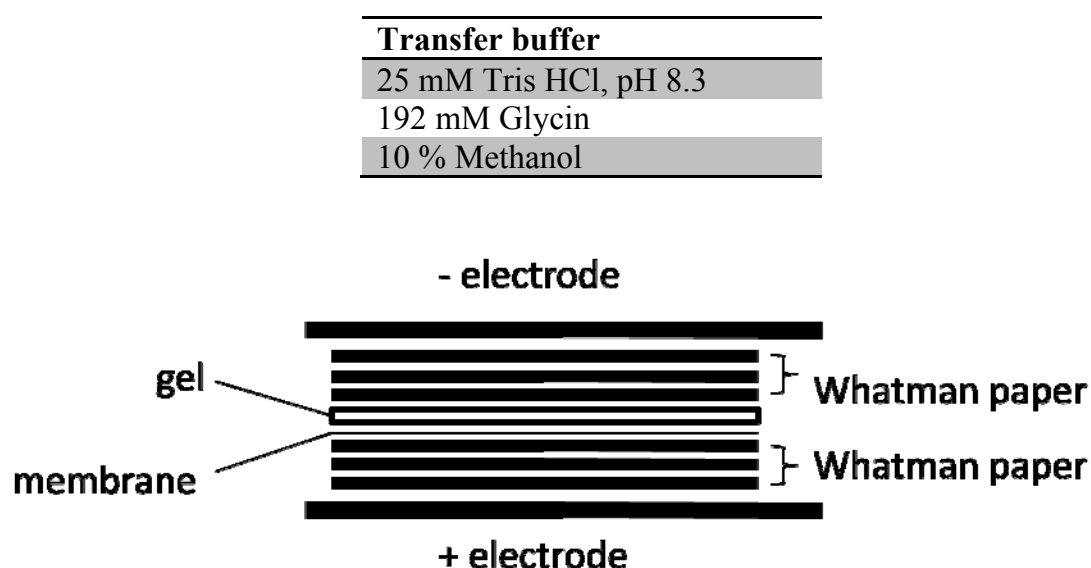 Transfer buffer
25 mM Tris HCl, pH 8.3
192 mM Glycin
10 % Methanol
- electrode
gel
Whatman paper
membrane
Whatman paper
+ electrode